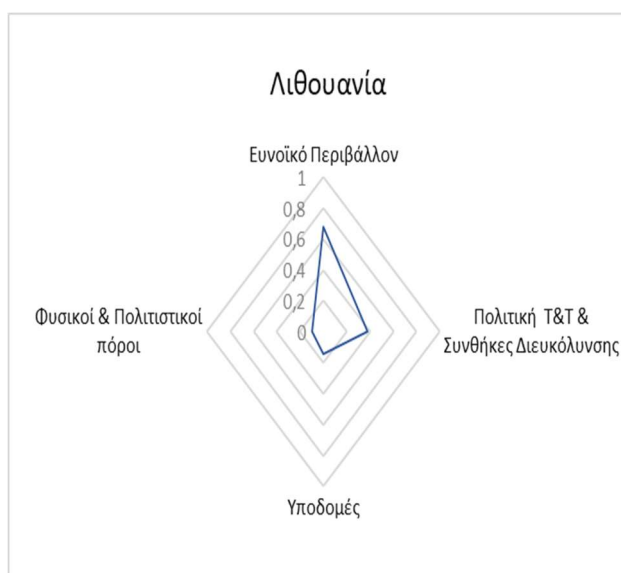 Λιθουανία
Ευνοϊκό Περιβάλλον
1
0,8
0,6
0,4
0,2
0
Φυσικοί & Πολιτιστικοί
πόροι
Πολιτική Τ&Τ &
Συνθήκες Διευκόλυνσης
Υποδομές